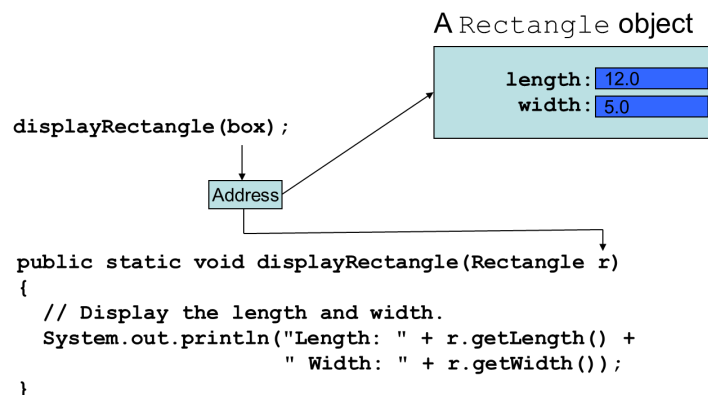 A Rectangle object
length: 12.0
width: 5.0
displayRectangle(box);
Address
public static void displayRectangle(Rectangle r)
{
// Display the length and width.
System.out.println("Length: " + r.getLength() +
" Width: " + r.getWidth());
}